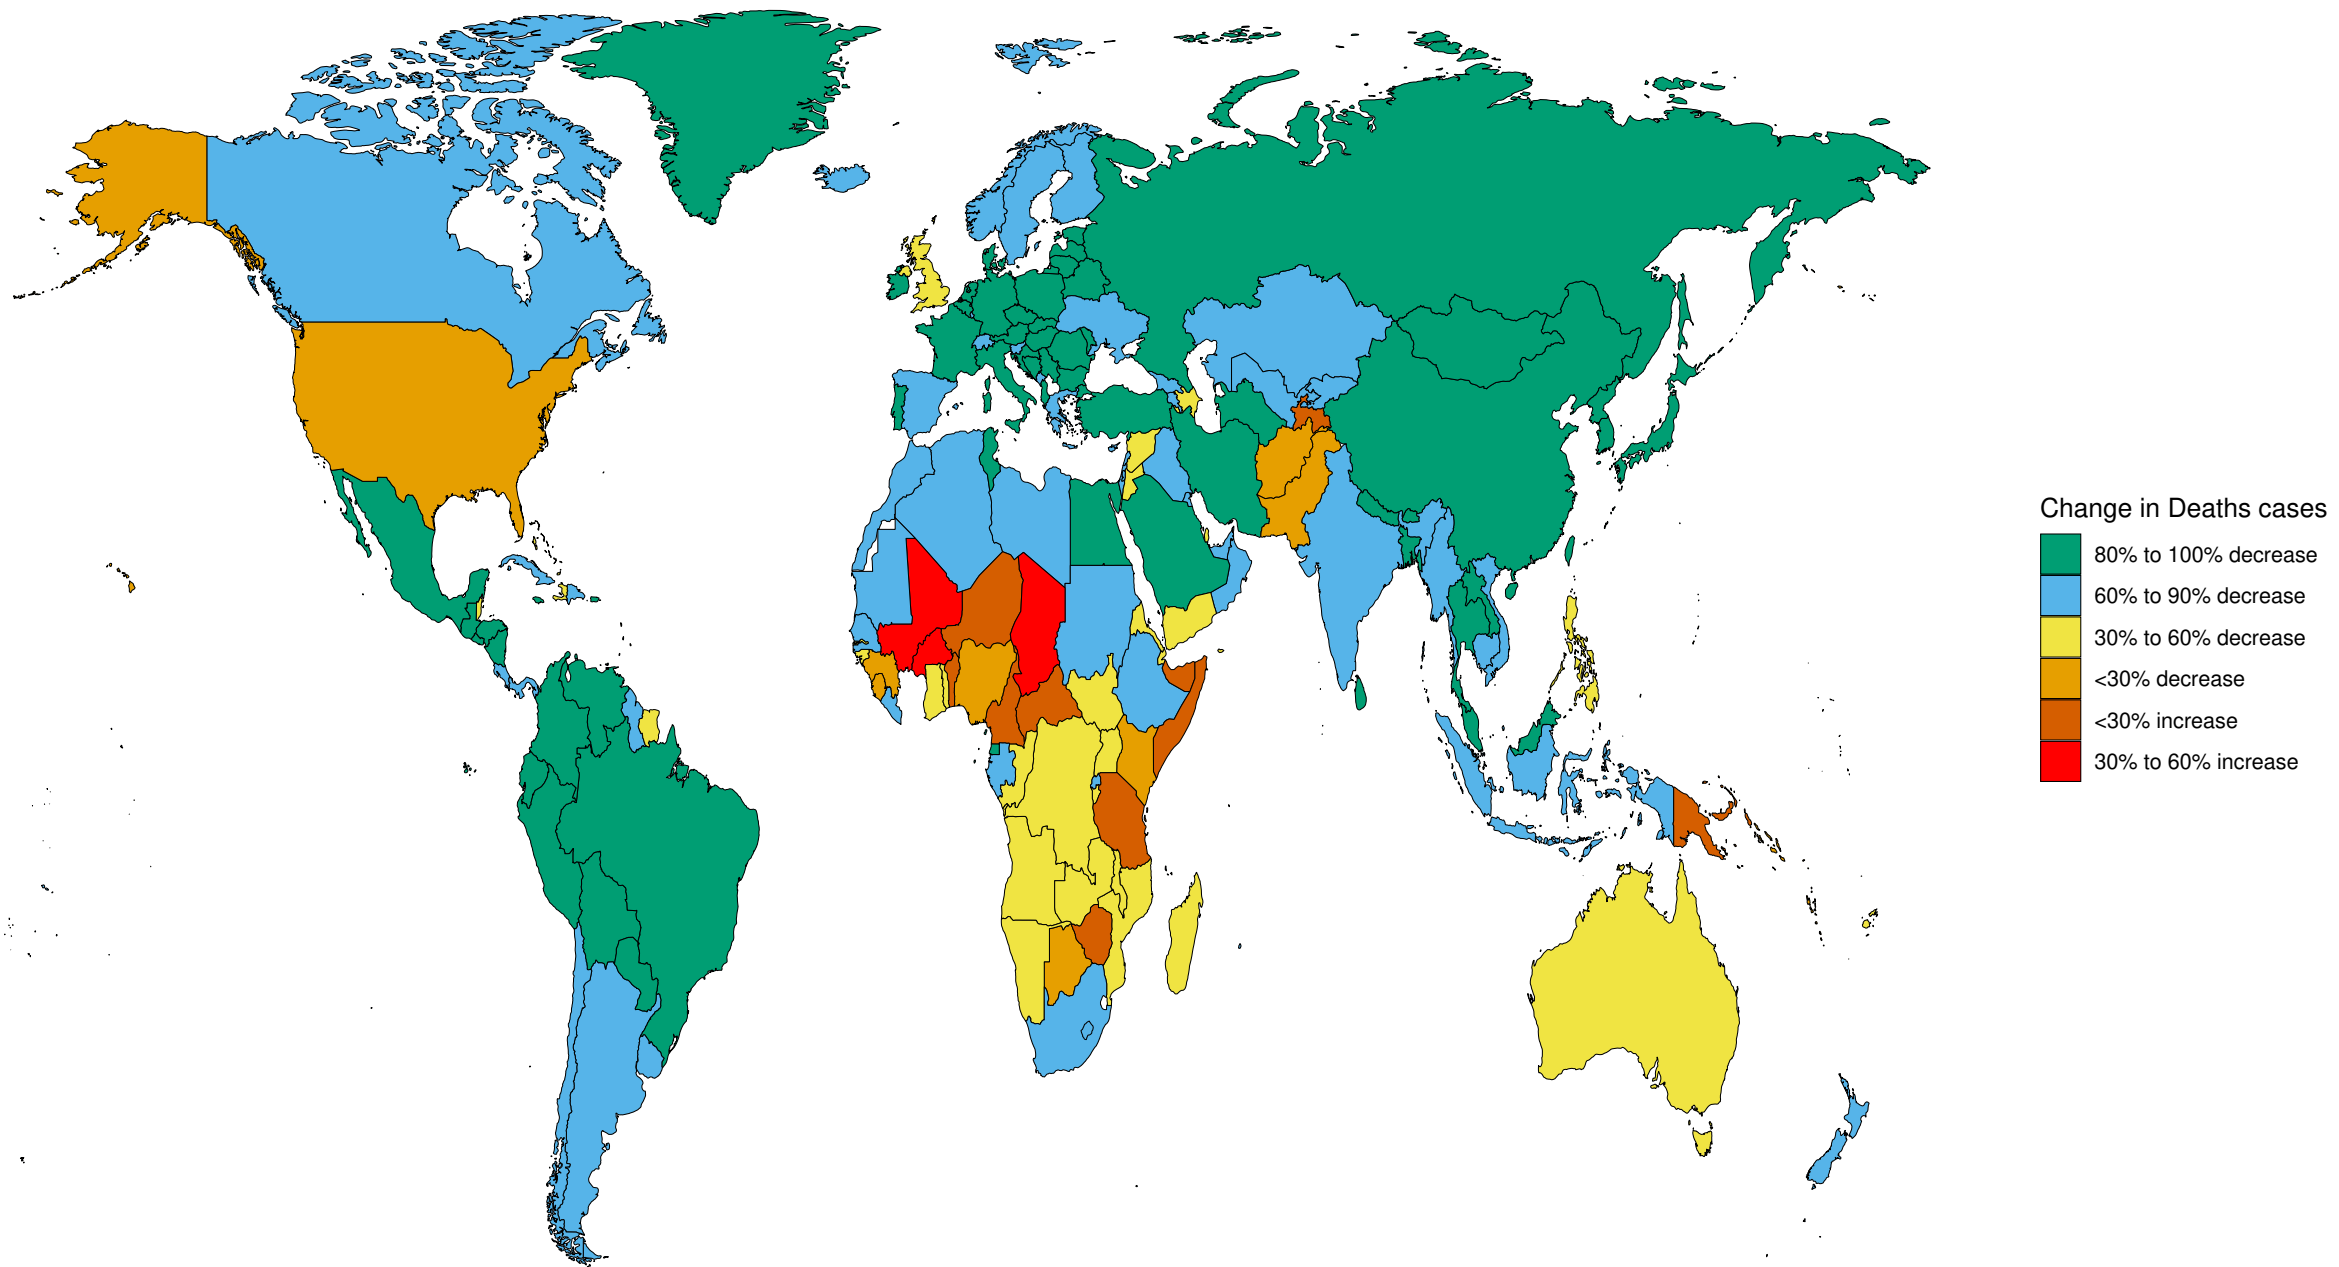 Change in Deaths cases
80% to 100% decrease
60% to 90% decrease
30% to 60% decrease
<30% decrease
<30% increase
30% to 60% increase